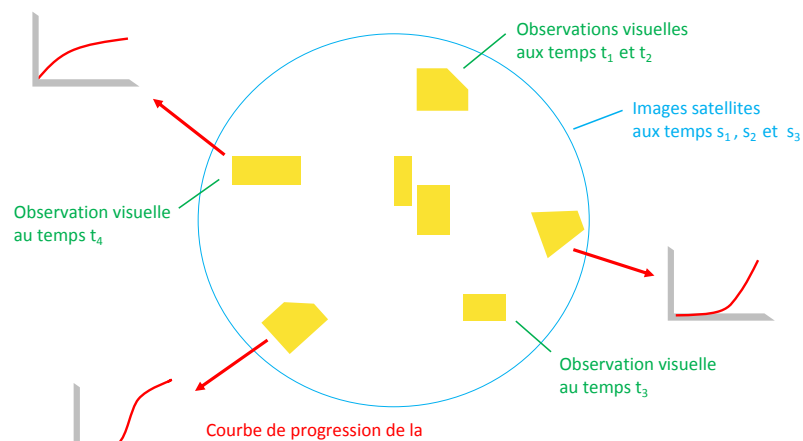 Observations visuelles
aux temps t₁ et t₂
Images satellites
aux temps s₁ , s₂ et s₃
Observation visuelle
au temps t₄
Observation visuelle
au temps t₃
Courbe de progression de la